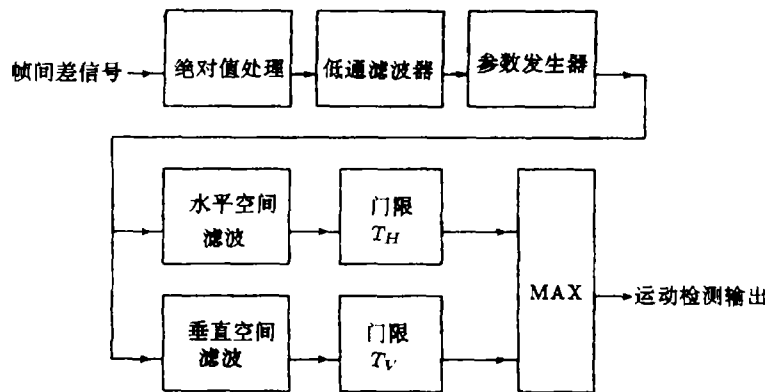 帧间差信号
绝对值处理
低通滤波器
参数发生器
水平空间
滤波
门限
T_H
MAX
运动检测输出
垂直空间
滤波
门限
T_V